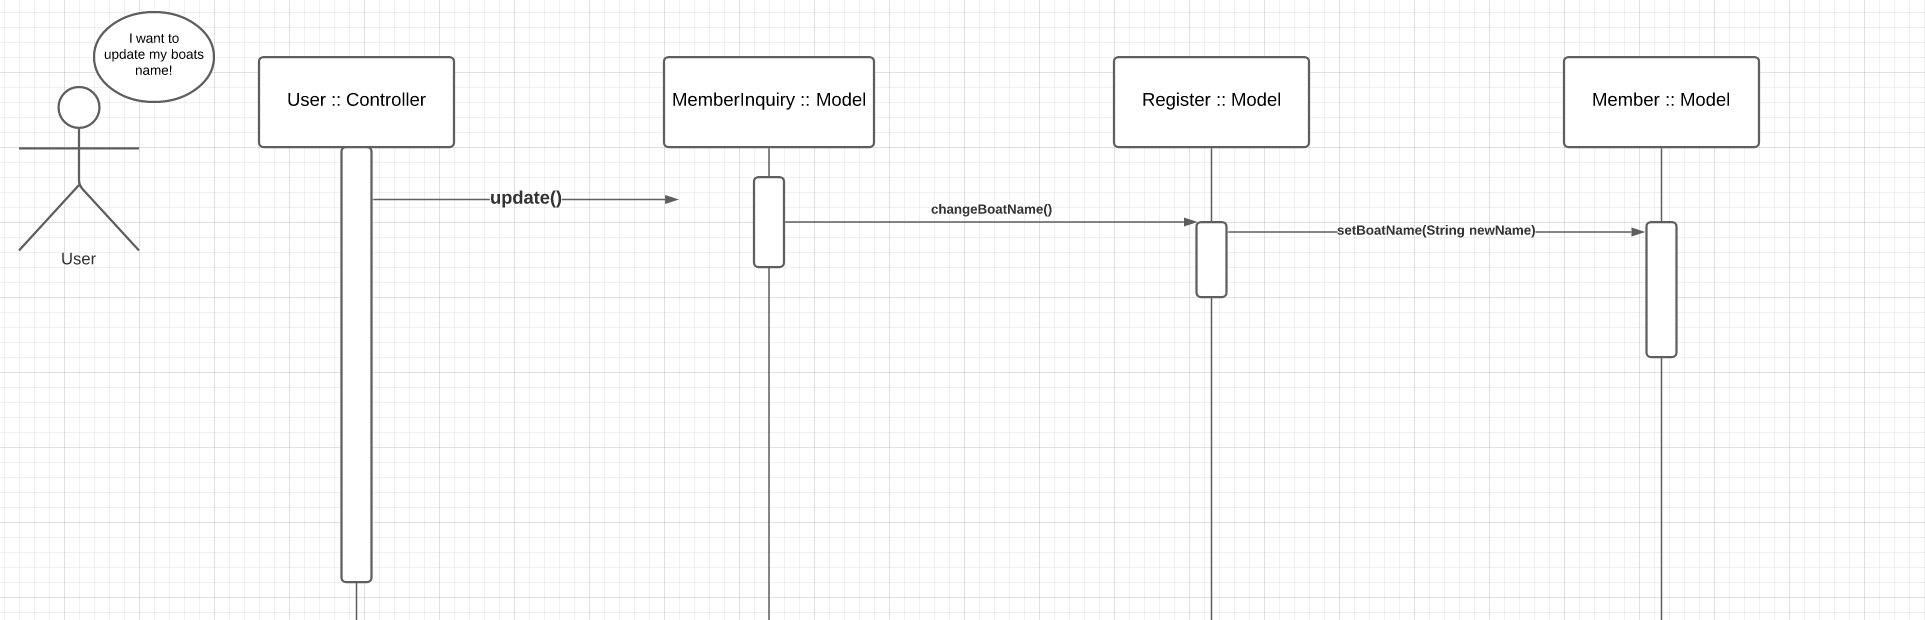 I want to
update my boats
name!
User
User :: Controller
MemberInquiry :: Model
Register :: Model
Member :: Model
update()
changeBoatName()
setBoatName(String newName)